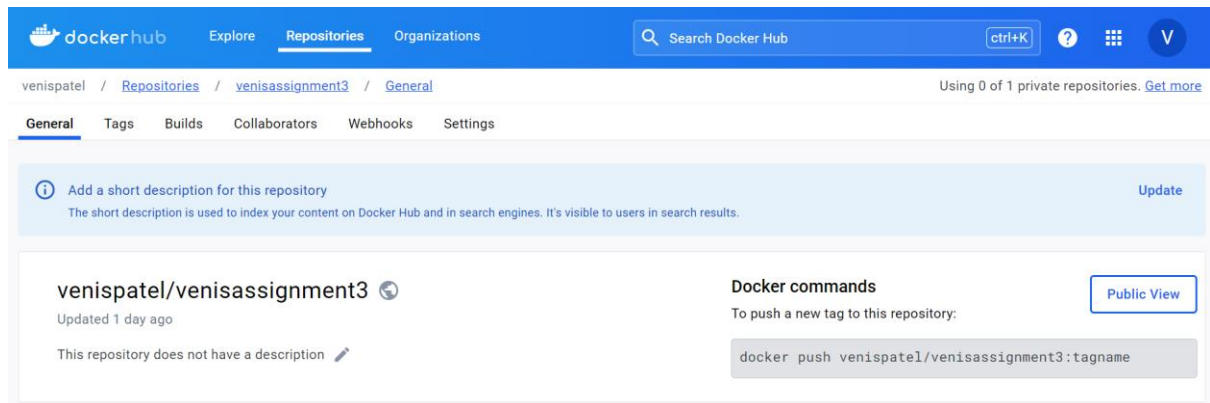 dockerhub Explore Repositories Organizations Search Docker Hub ctrl+K ? V
venispatel / Repositories / venisassignment3 / General Using 0 of 1 private repositories. Get more
General Tags Builds Collaborators Webhooks Settings
Add a short description for this repository Update
The short description is used to index your content on Docker Hub and in search engines. It's visible to users in search results.
venispatel/venisassignment3
Updated 1 day ago
This repository does not have a description
Docker commands
Public View
To push a new tag to this repository:
docker push venispatel/venisassignment3:tagname